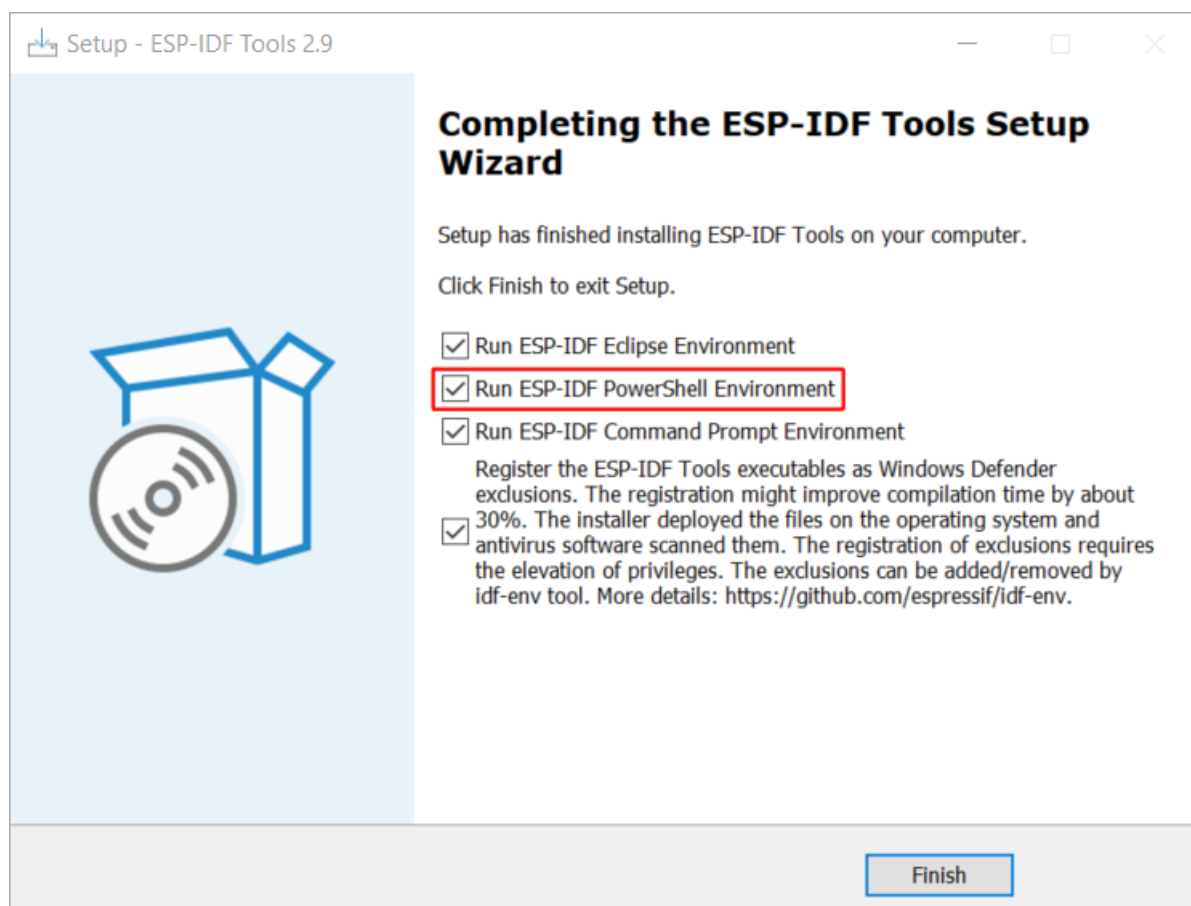 Setup - ESP-IDF Tools 2.9
Completing the ESP-IDF Tools Setup
Wizard
Setup has finished installing ESP-IDF Tools on your computer.
Click Finish to exit Setup.
Run ESP-IDF Eclipse Environment
Run ESP-IDF PowerShell Environment
Run ESP-IDF Command Prompt Environment
Register the ESP-IDF Tools executables as Windows Defender
exclusions. The registration might improve compilation time by about
30%. The installer deployed the files on the operating system and
antivirus software scanned them. The registration of exclusions requires
the elevation of privileges. The exclusions can be added/removed by
idf-env tool. More details: https://github.com/espressif/idf-env.
Finish